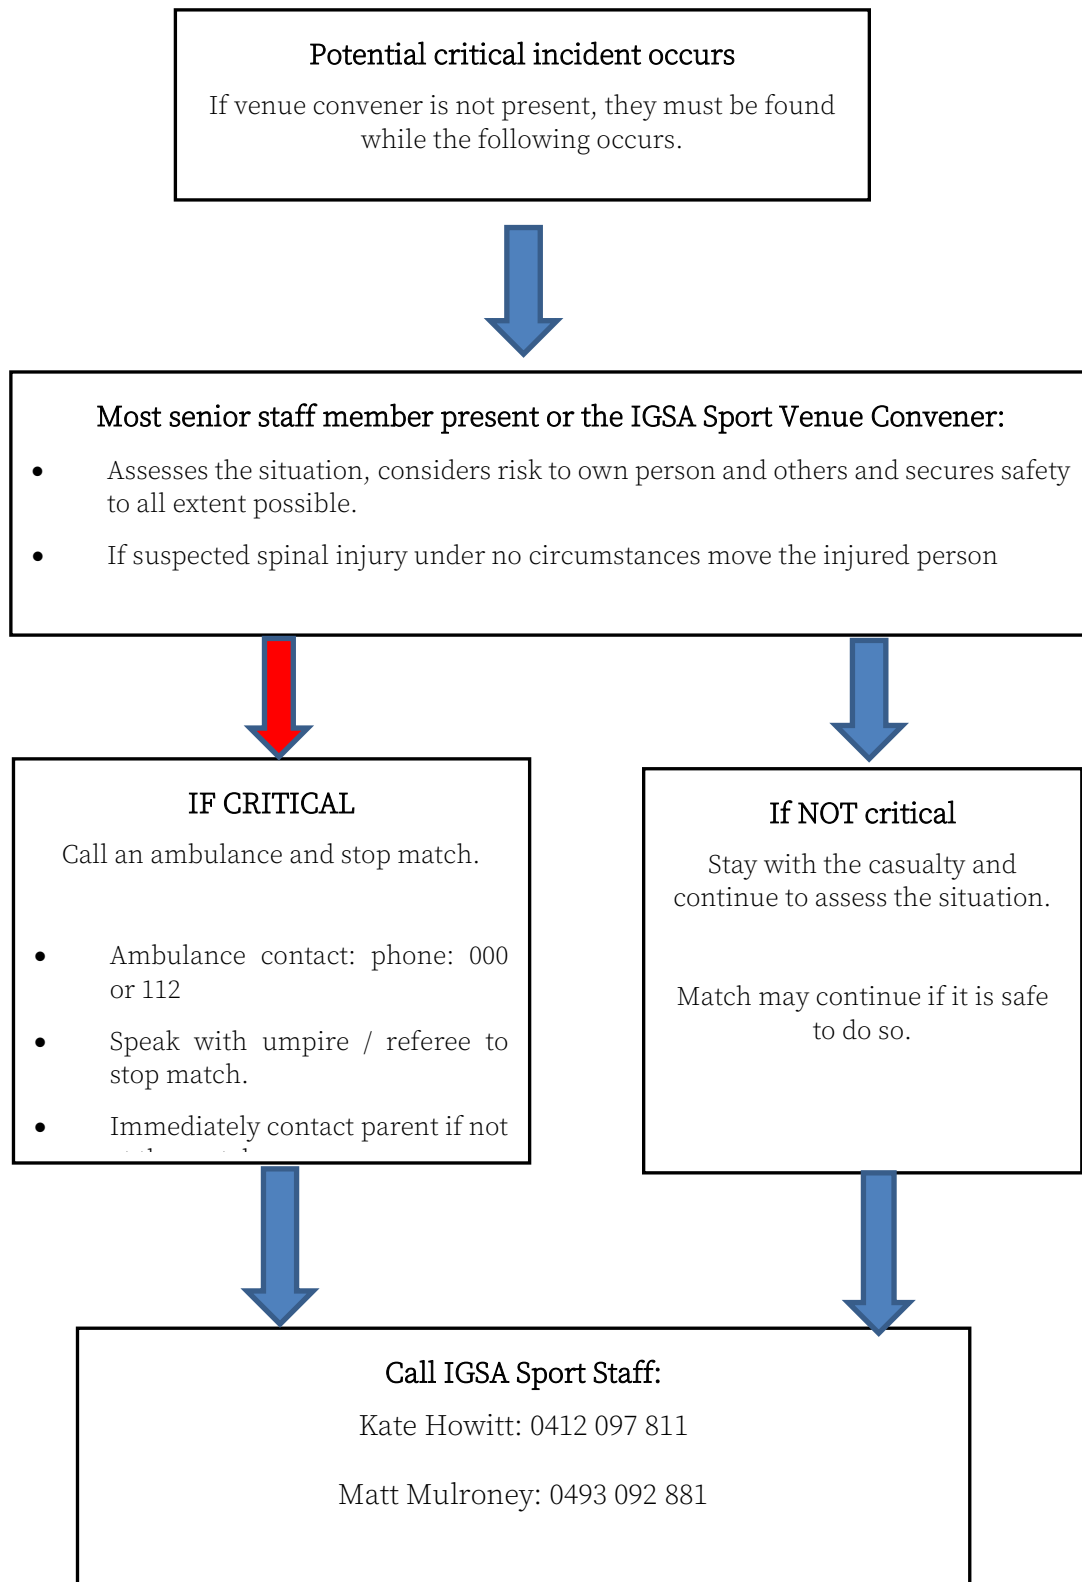 Potential critical incident occurs
If venue convener is not present, they must be found
while the following occurs.
Most senior staff member present or the IGSA Sport Venue Convener:
• Assesses the situation, considers risk to own person and others and secures safety
to all extent possible.
• If suspected spinal injury under no circumstances move the injured person
IF CRITICAL
Call an ambulance and stop match.
• Ambulance contact: phone: 000
or 112
• Speak with umpire / referee to
stop match.
• Immediately contact parent if not
If NOT critical
Stay with the casualty and
continue to assess the situation.
Match may continue if it is safe
to do so.
Call IGSA Sport Staff:
Kate Howitt: 0412 097 811
Matt Mulroney: 0493 092 881